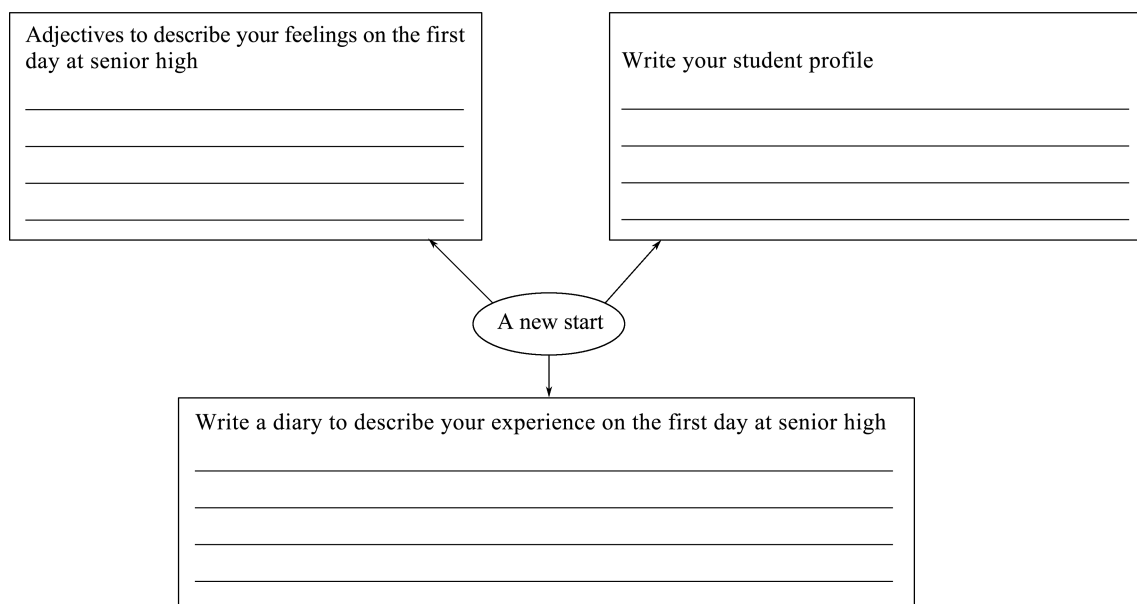 Adjectives to describe your feelings on the first
day at senior high
Write your student profile
A new start
Write a diary to describe your experience on the first day at senior high